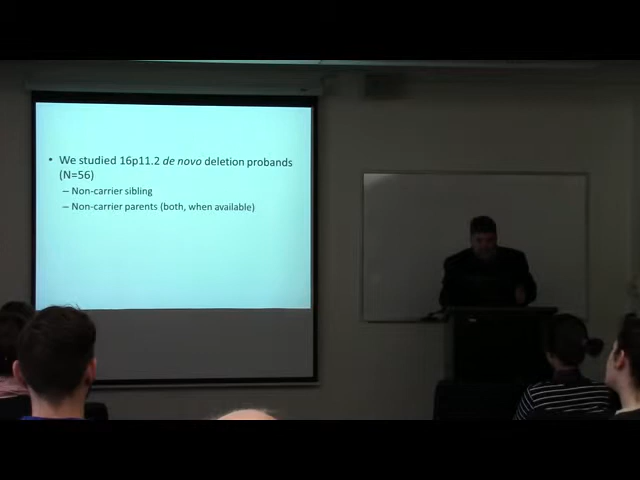 • We studied 16p11.2 de novo deletion probands
(N=56)
– Non-carrier sibling
– Non-carrier parents (both, when available)